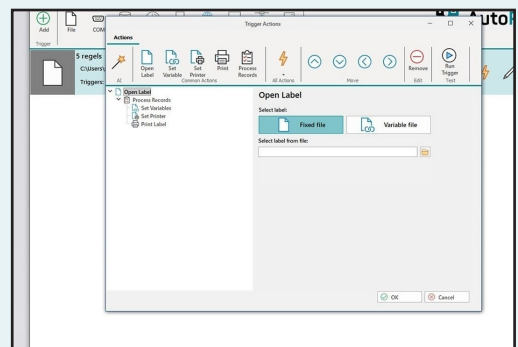 Trigger Actions
AutoP
Add
File
COM
Trigger
Actions
AI
Open Label
Set Variable
Set Printer
Print
Process Records
Common Actions
All Actions
Move
Remove
Edit
Run Trigger
Test
5 regels
C:\Users\
Triggers:
Open Label
Process Records
Set Variables
Set Printer
Print Label
Open Label
Select label:
Fixed file
Variable file
Select label from file:
OK
Cancel